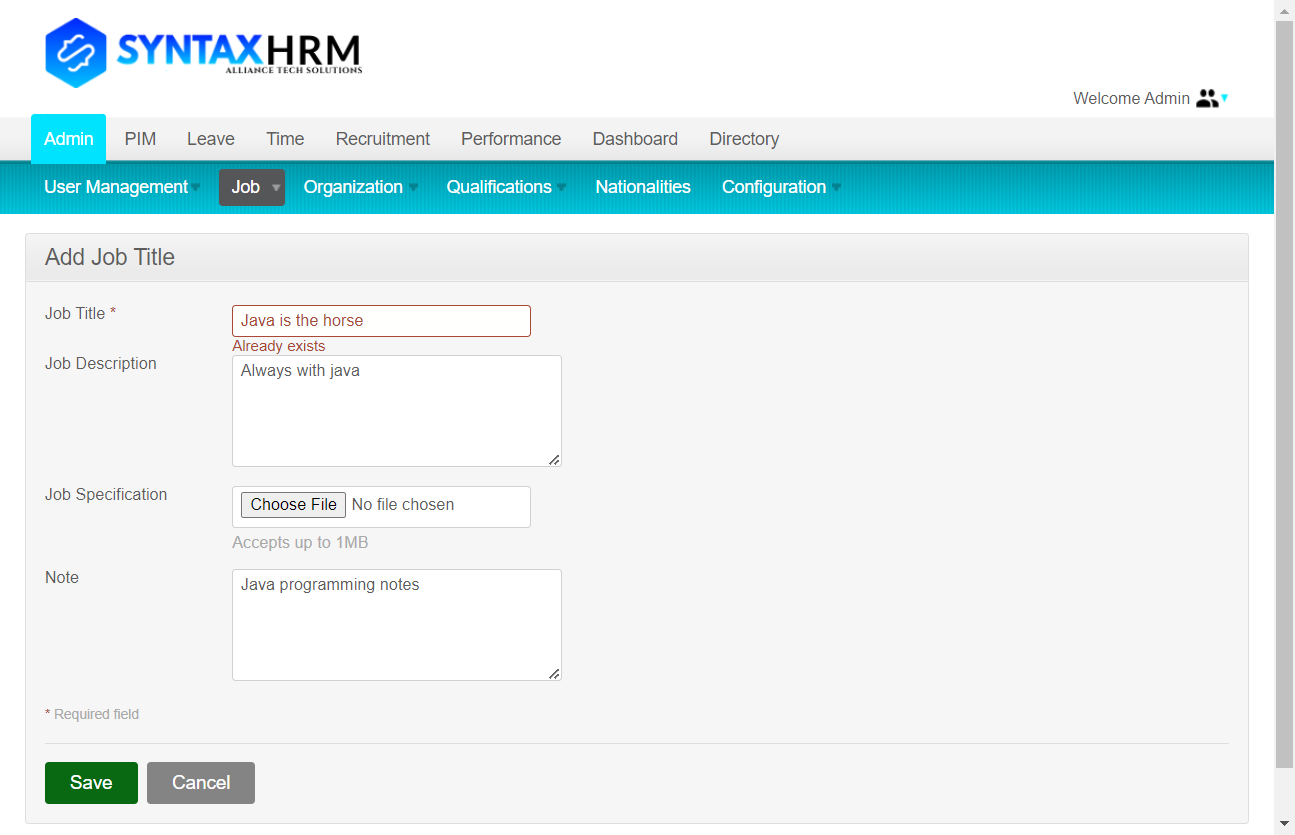 SYNTAXHRM
ALLIANCE TECH SOLUTIONS
Welcome Admin
Admin PIM Leave Time Recruitment Performance Dashboard Directory
User Management Job Organization Qualifications Nationalities Configuration
Add Job Title
Job Title * Java is the horse
Already exists
Job Description Always with java
Job Specification Choose File No file chosen
Accepts up to 1MB
Note Java programming notes
* Required field
Save Cancel